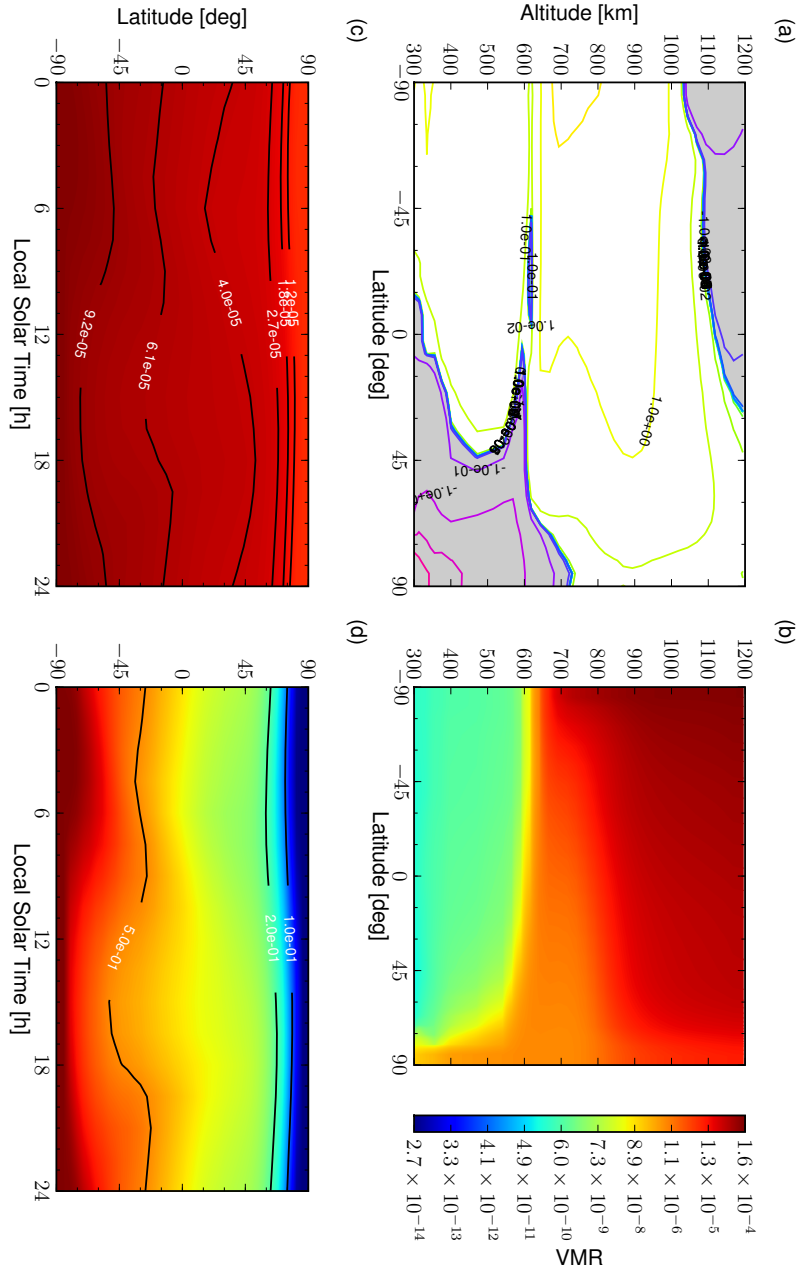 (a)
Altitude [km]
1200
1100
1000
900
800
700
600
500
400
300
1.0e+00
1.0e-01
1.0e-01
1.0e-02
-1.0e-01
−90
−45
0
45
90
Latitude [deg]
(b)
1200
1100
1000
900
800
700
600
500
400
300
−90
−45
0
45
90
Latitude [deg]
VMR
1.6 × 10−4
1.3 × 10−5
1.1 × 10−6
8.9 × 10−8
7.3 × 10−9
6.0 × 10−10
4.9 × 10−11
4.1 × 10−12
3.3 × 10−13
2.7 × 10−14
(c)
Latitude [deg]
90
45
0
−45
−90
1.2e-05
1.8e-05
2.7e-05
4.0e-05
6.1e-05
9.2e-05
0
6
12
18
24
Local Solar Time [h]
(d)
90
45
0
−45
−90
1.0e-01
2.0e-01
5.0e-01
0
6
12
18
24
Local Solar Time [h]